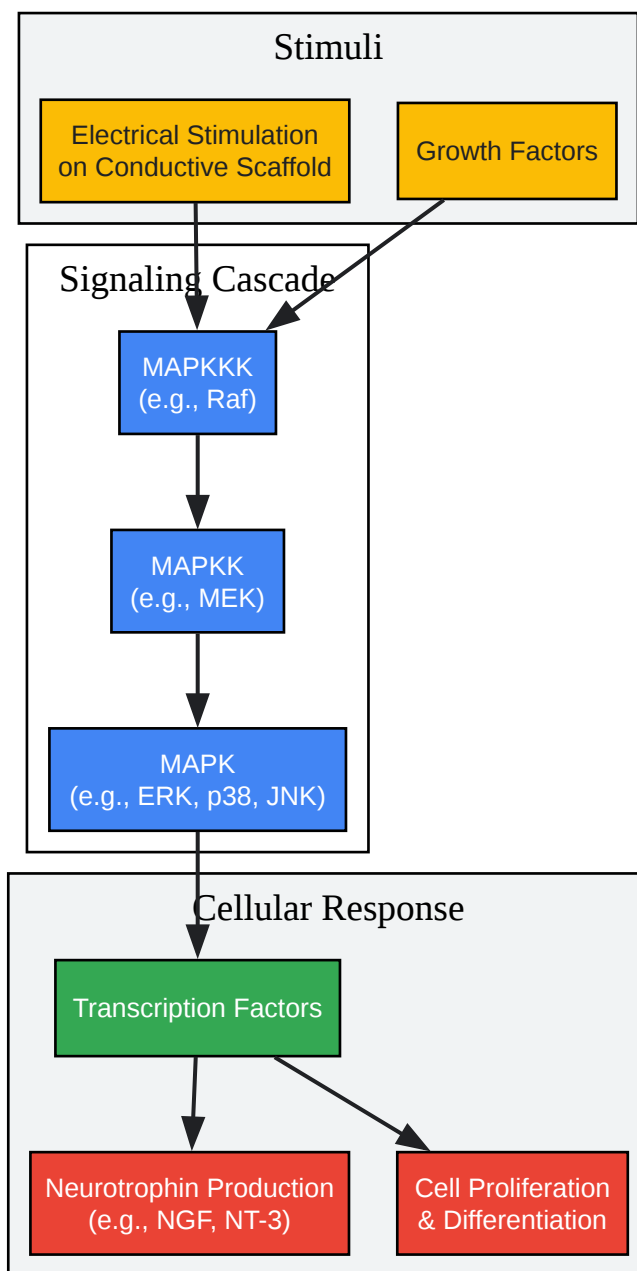 Stimuli
Electrical Stimulation
on Conductive Scaffold
Growth Factors
Signaling Cascade
MAPKKK
(e.g., Raf)
MAPKK
(e.g., MEK)
MAPK
(e.g., ERK, p38, JNK)
Cellular Response
Transcription Factors
Neurotrophin Production
(e.g., NGF, NT-3)
Cell Proliferation
& Differentiation